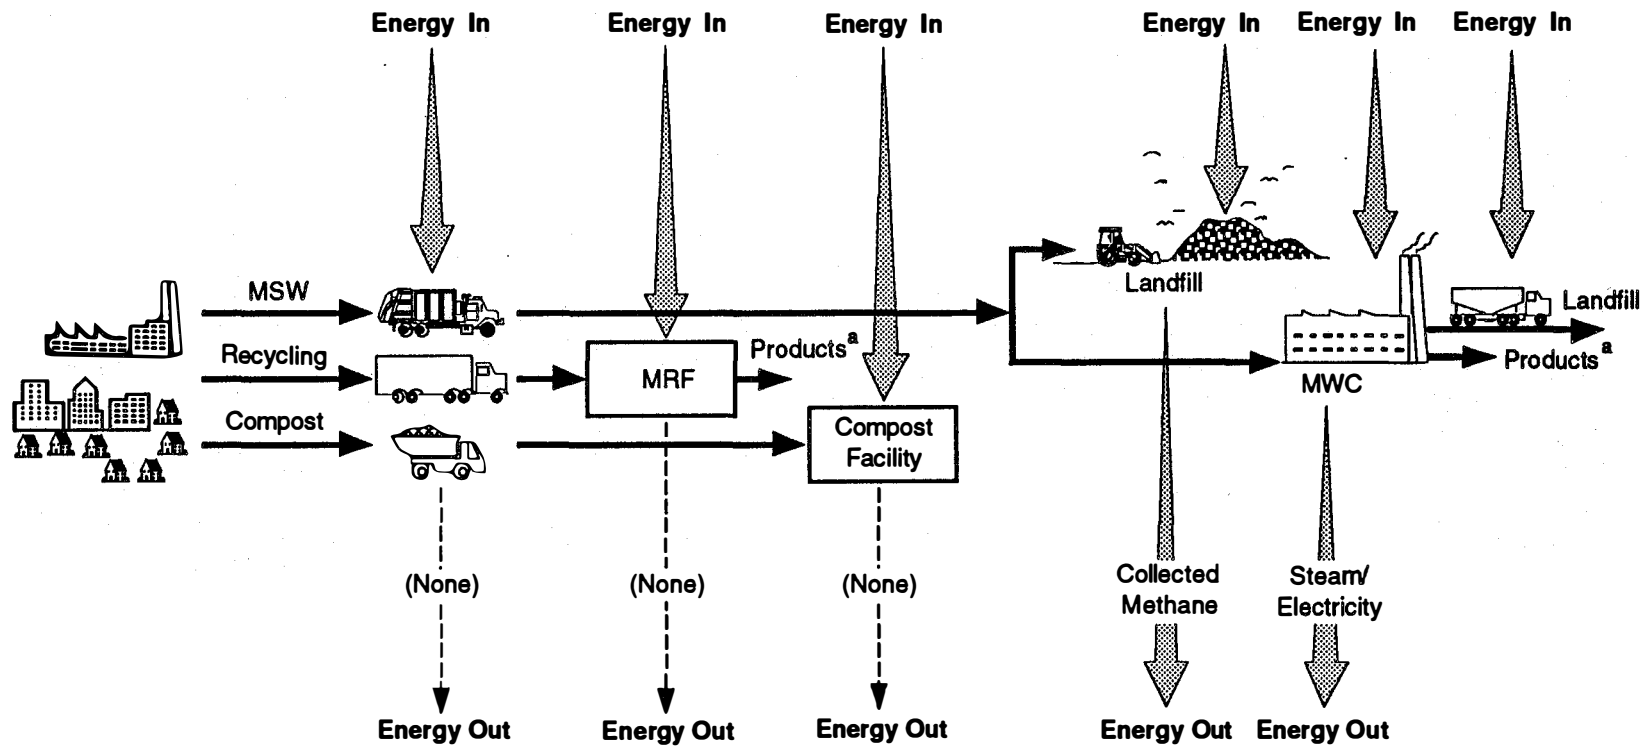 Energy In
Energy In
Energy In
Energy In
Energy In
Energy In
MSW
Recycling
Compost
MRF
Productsᵃ
Compost
Facility
Landfill
MWC
Landfill
Productsᵃ
(None)
(None)
(None)
Collected
Methane
Steam/
Electricity
Energy Out
Energy Out
Energy Out
Energy Out
Energy Out